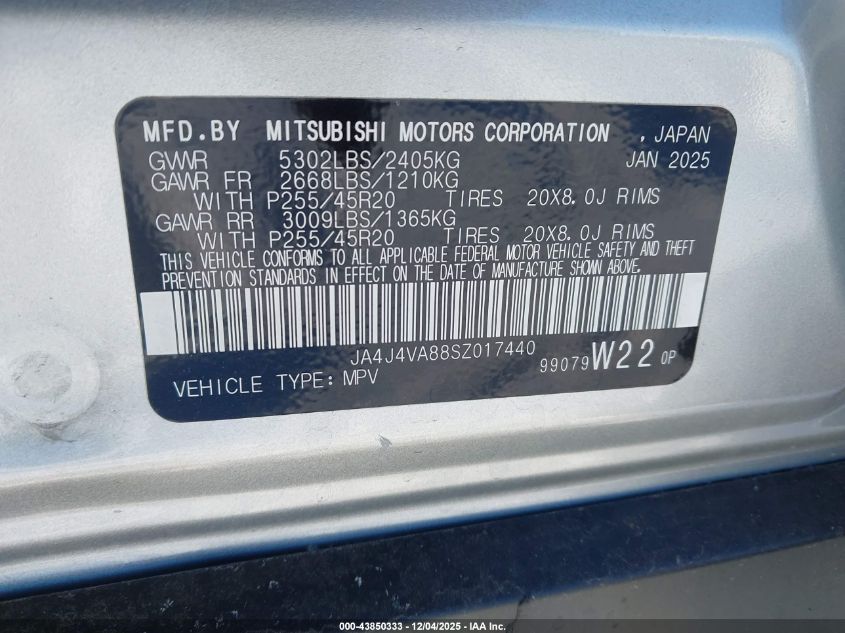 MFD.BY MITSUBISHI MOTORS CORPORATION , JAPAN
GVWR 5302LBS/2405KG JAN 2025
GAWR FR 2668LBS/1210KG
WITH P255/45R20 TIRES 20X8.0J RIMS
GAWR RR 3009LBS/1365KG
WITH P255/45R20 TIRES 20X8.0J RIMS
THIS VEHICLE CONFORMS TO ALL APPLICABLE FEDERAL MOTOR VEHICLE SAFETY AND THEFT
PREVENTION STANDARDS IN EFFECT ON THE DATE OF MANUFACTURE SHOWN ABOVE.
JA4J4VA88SZ017440
VEHICLE TYPE: MPV 99079 W22 0P
000-43850333 - 12/04/2025 - IAA Inc.